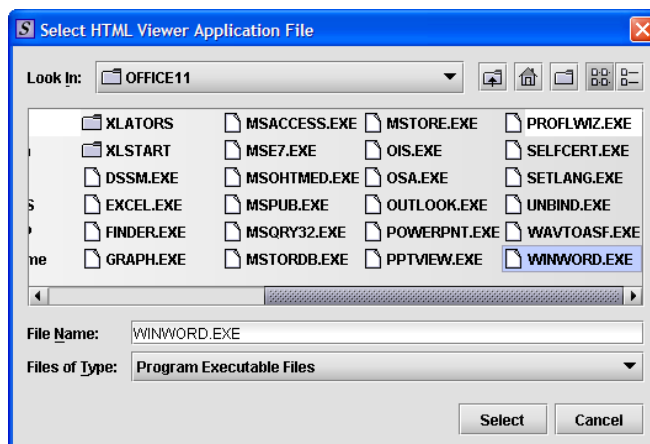 S Select HTML Viewer Application File
Look In: OFFICE11
XLATORS MSACCESS.EXE MSTORE.EXE PROFLWIZ.EXE
XLSTART MSE7.EXE OIS.EXE SELFCERT.EXE
DSSM.EXE MSOHTMED.EXE OSA.EXE SETLANG.EXE
S EXCEL.EXE MSPUB.EXE OUTLOOK.EXE UNBIND.EXE
FINDER.EXE MSQRY32.EXE POWERPNT.EXE WAVTOASF.EXE
me GRAPH.EXE MSTORDB.EXE PPTVIEW.EXE WINWORD.EXE
File Name: WINWORD.EXE
Files of Type: Program Executable Files
Select Cancel